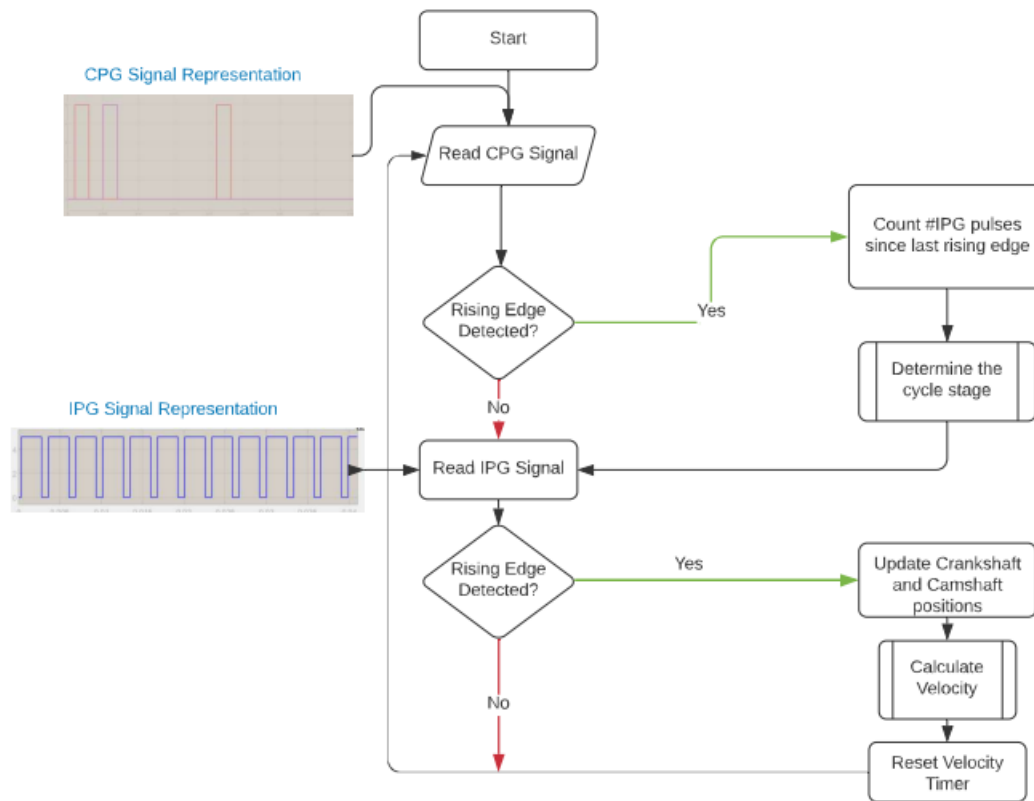 Start
CPG Signal Representation
Read CPG Signal
Count #IPG pulses
since last rising edge
Rising Edge
Detected?
Yes
Determine the
cycle stage
No
IPG Signal Representation
Read IPG Signal
Rising Edge
Detected?
Yes
Update Crankshaft
and Camshaft
positions
Calculate
Velocity
No
Reset Velocity
Timer